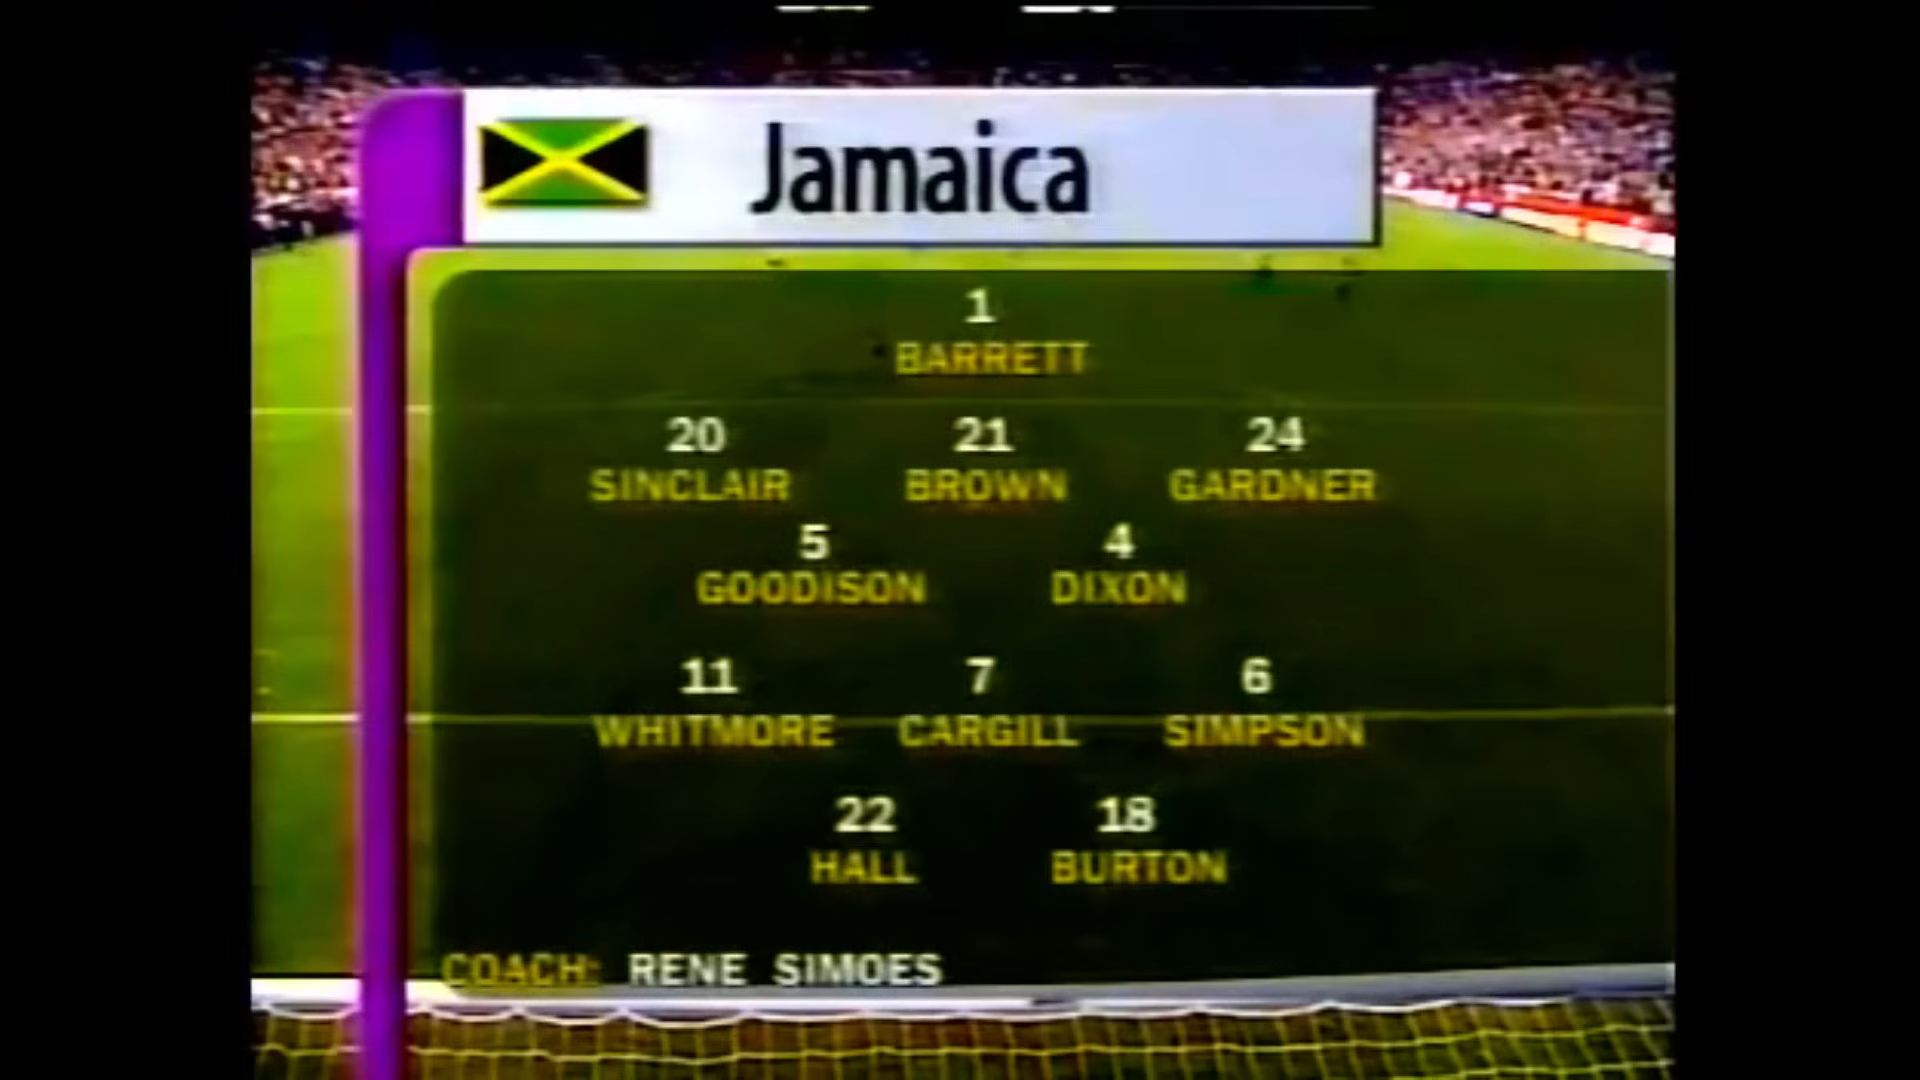 Jamaica
1
BARRETT
20 21 24
SINCLAIR BROWN GARDNER
5 4
GOODISON DIXON
11 7 6
WHITMORE CARGILL SIMPSON
22 18
HALL BURTON
COACH: RENE SIMOES